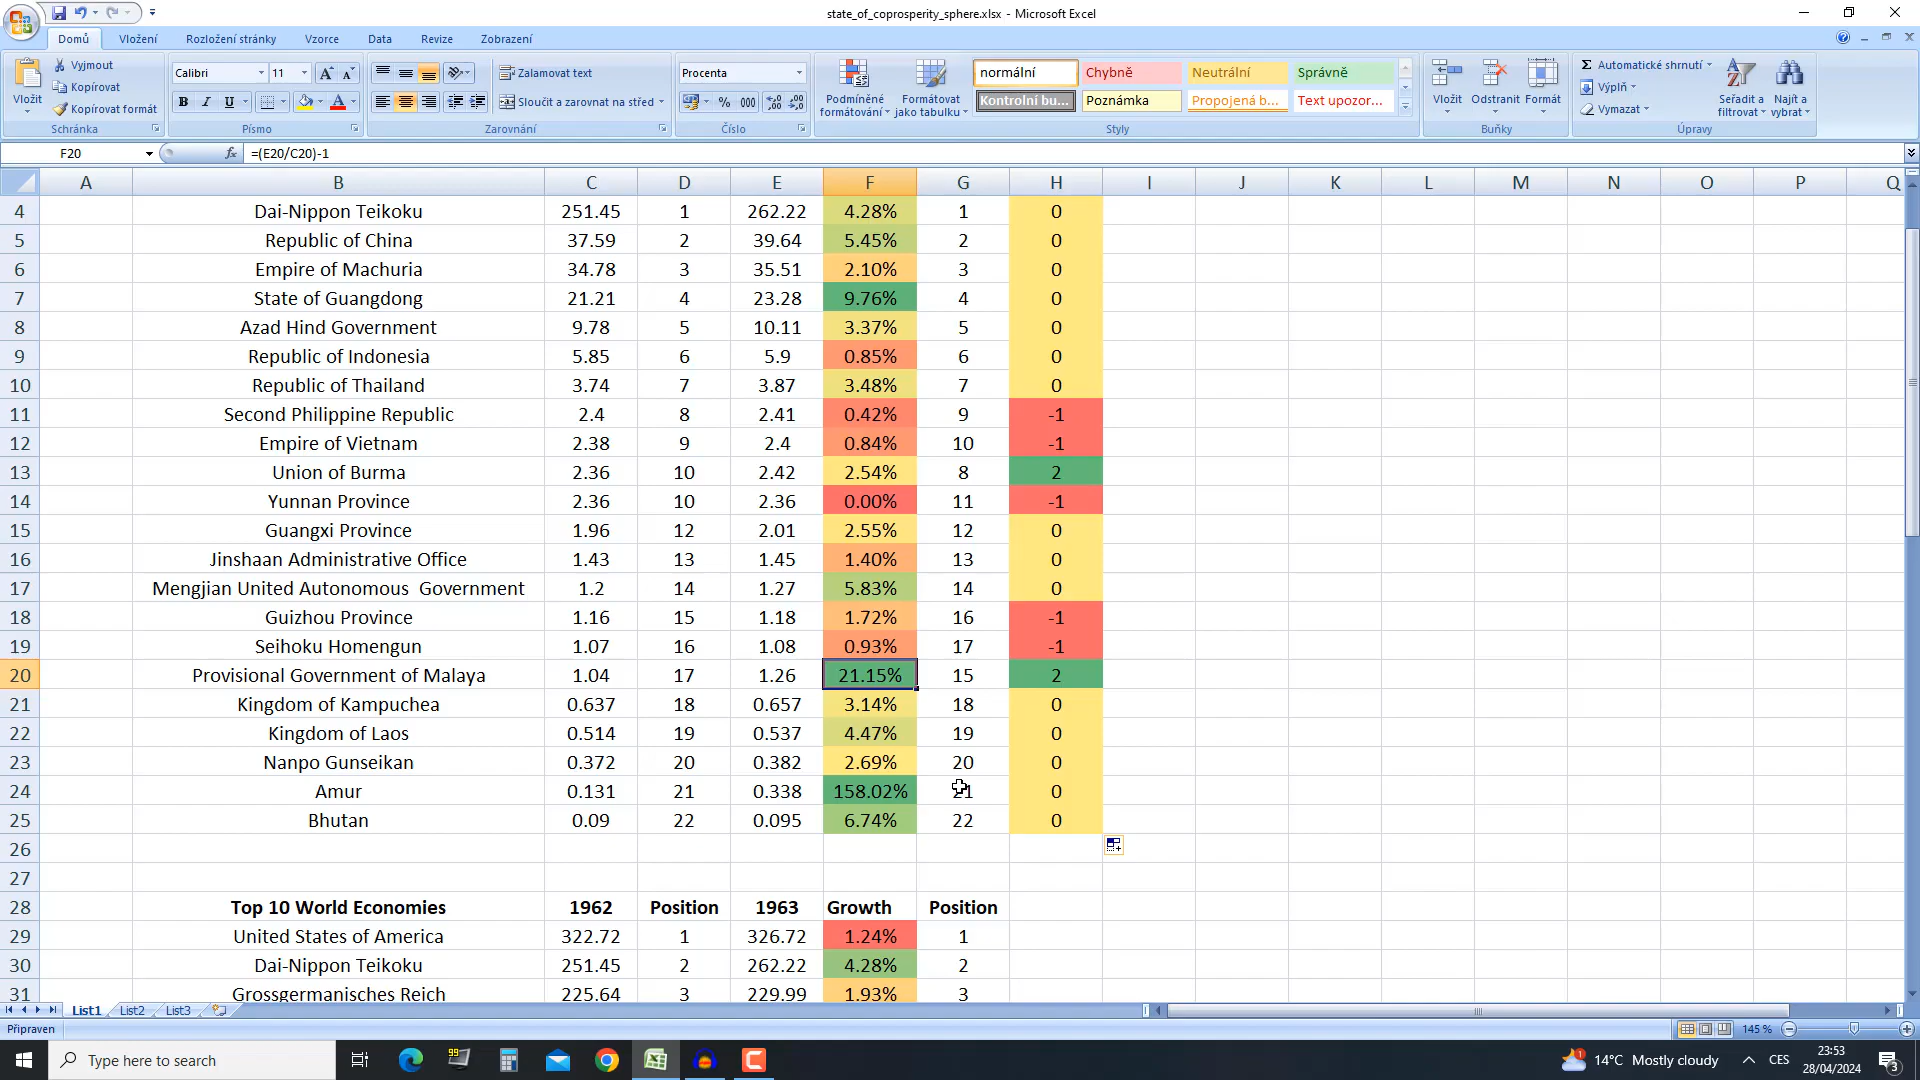 state_of_coprosperity_sphere.xlsx - Microsoft Excel
Domů Vložení Rozložení stránky Vzorce Data Revize Zobrazení
Vložit
Vyjmout
Kopírovat
Kopírovat formát
Schránka
Calibri 11
B I U
Písmo
Zalamovat text
Sloučit a zarovnat na střed
Zarovnání
Procenta
% 000
Číslo
Podmíněné formátování
Formátovat jako tabulku
normální Chybně Neutrální Správně
Kontrolní bu... Poznámka Propojená b... Text upozor...
Styly
Vložit Odstranit Formát
Buňky
Automatické shrnutí
Výplň
Vymazat
Seřadit a filtrovat
Najít a vybrat
Úpravy
F20 fx =(E20/C20)-1
A B C D E F G H I J K L M N O P Q
4 Dai-Nippon Teikoku 251.45 1 262.22 4.28% 1 0
5 Republic of China 37.59 2 39.64 5.45% 2 0
6 Empire of Machuria 34.78 3 35.51 2.10% 3 0
7 State of Guangdong 21.21 4 23.28 9.76% 4 0
8 Azad Hind Government 9.78 5 10.11 3.37% 5 0
9 Republic of Indonesia 5.85 6 5.9 0.85% 6 0
10 Republic of Thailand 3.74 7 3.87 3.48% 7 0
11 Second Philippine Republic 2.4 8 2.41 0.42% 9 -1
12 Empire of Vietnam 2.38 9 2.4 0.84% 10 -1
13 Union of Burma 2.36 10 2.42 2.54% 8 2
14 Yunnan Province 2.36 10 2.36 0.00% 11 -1
15 Guangxi Province 1.96 12 2.01 2.55% 12 0
16 Jinshaan Administrative Office 1.43 13 1.45 1.40% 13 0
17 Mengjian United Autonomous Government 1.2 14 1.27 5.83% 14 0
18 Guizhou Province 1.16 15 1.18 1.72% 16 -1
19 Seihoku Homengun 1.07 16 1.08 0.93% 17 -1
20 Provisional Government of Malaya 1.04 17 1.26 21.15% 15 2
21 Kingdom of Kampuchea 0.637 18 0.657 3.14% 18 0
22 Kingdom of Laos 0.514 19 0.537 4.47% 19 0
23 Nanpo Gunseikan 0.372 20 0.382 2.69% 20 0
24 Amur 0.131 21 0.338 158.02% 21 0
25 Bhutan 0.09 22 0.095 6.74% 22 0
26
27
28 Top 10 World Economies 1962 Position 1963 Growth Position
29 United States of America 322.72 1 326.72 1.24% 1
30 Dai-Nippon Teikoku 251.45 2 262.22 4.28% 2
31 Grossgermanisches Reich 225.64 3 229.99 1.93% 3
List1 List2 List3
Připraven 145 %
Type here to search 14°C Mostly cloudy CES 23:53
28/04/2024 3